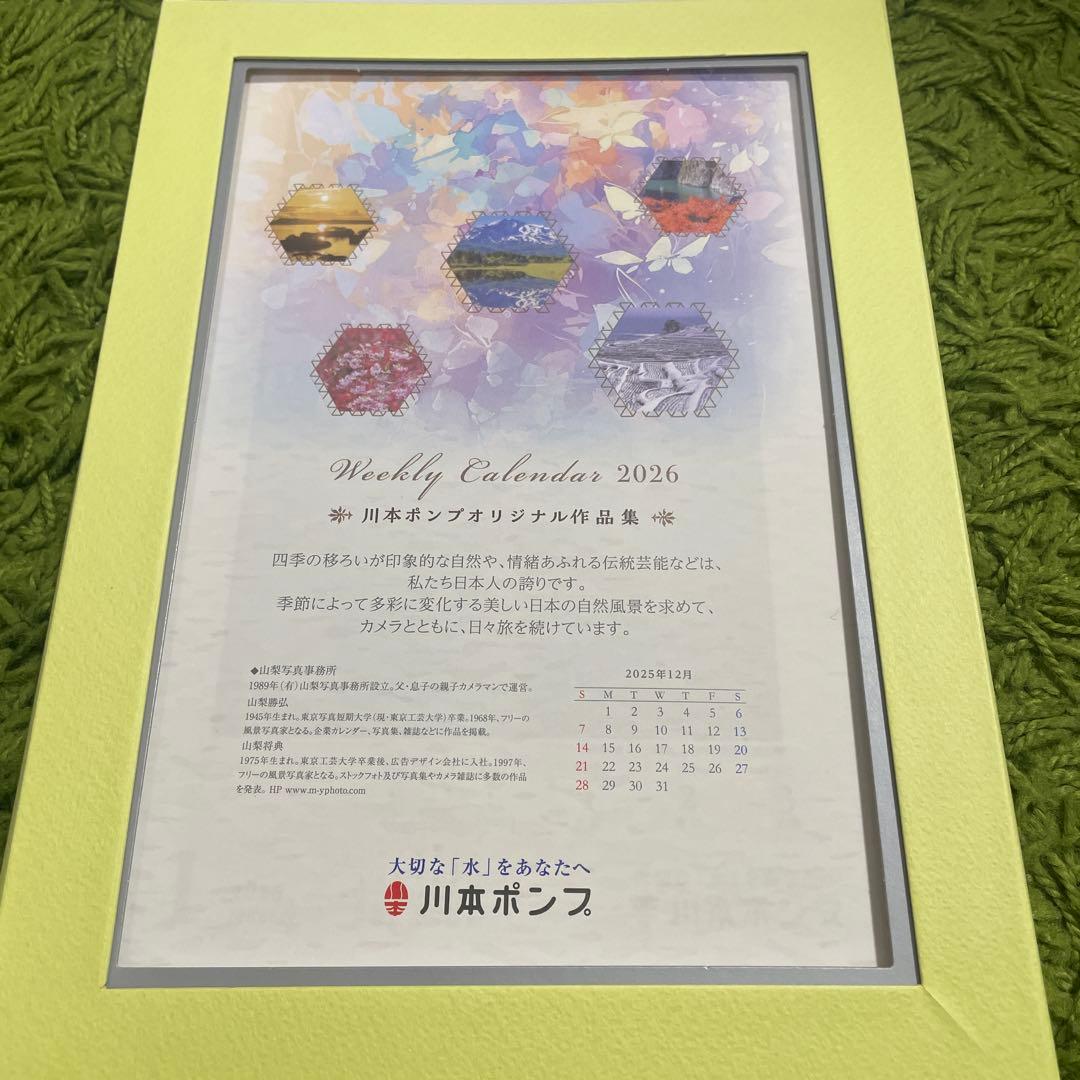 Weekly Calendar 2026
川本ポンプオリジナル作品集
四季の移ろいが印象的な自然や、情緒あふれる伝統芸能などは、
私たち日本人の誇りです。
季節によって多彩に変化する美しい日本の自然風景を求めて、
カメラとともに、日々旅を続けています。
◆山梨写真事務所
1989年(有)山梨写真事務所設立。父・息子の親子カメラマンで運営。
山梨勝弘
1945年生まれ。東京写真短期大学(現・東京工芸大学)卒業。1968年、フリーの
風景写真家となる。企業カレンダー、写真集、雑誌などに作品を掲載。
山梨将典
1975年生まれ。東京工芸大学卒業後、広告デザイン会社に入社。1997年、
フリーの風景写真家となる。ストックフォト及び写真集やカメラ雑誌に多数の作品
を発表。HP www.m-yphoto.com
2025年12月
S M T W T F S
1 2 3 4 5 6
7 8 9 10 11 12 13
14 15 16 17 18 19 20
21 22 23 24 25 26 27
28 29 30 31
大切な「水」をあなたへ
川本ポンプ